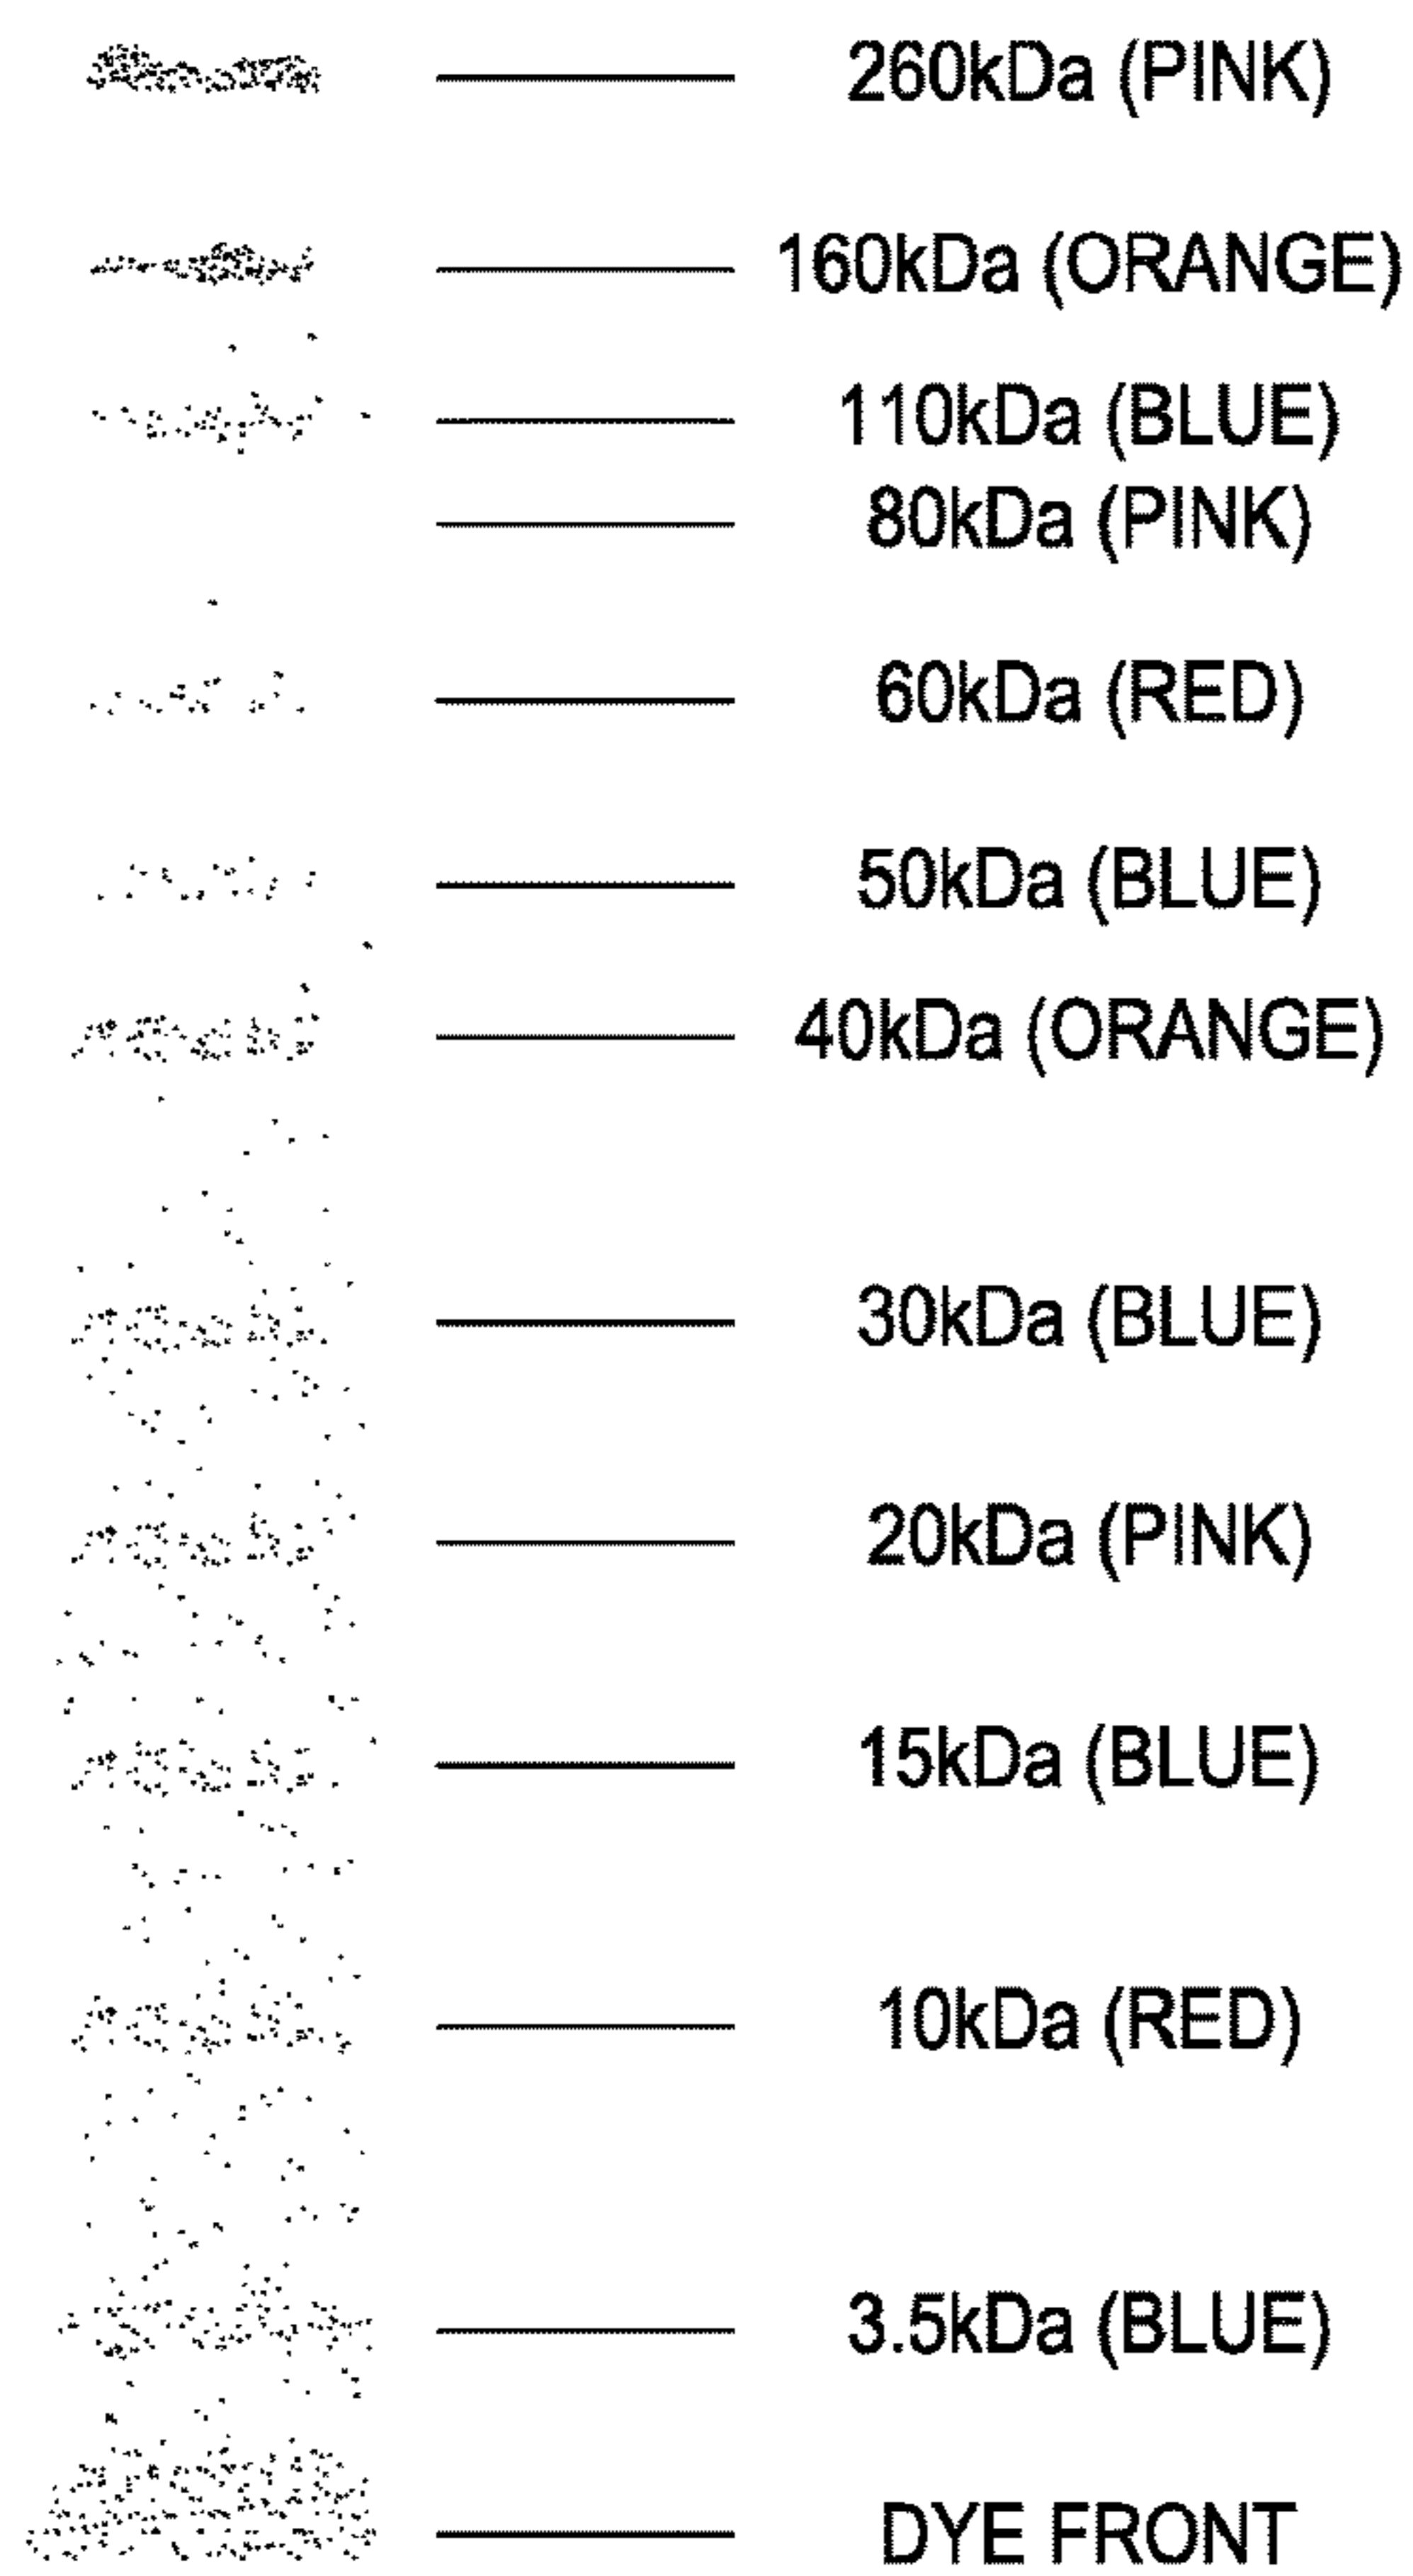 260kDa (PINK)
160kDa (ORANGE)
110kDa (BLUE)
80kDa (PINK)
60kDa (RED)
50kDa (BLUE)
40kDa (ORANGE)
30kDa (BLUE)
20kDa (PINK)
15kDa (BLUE)
10kDa (RED)
3.5kDa (BLUE)
DYE FRONT